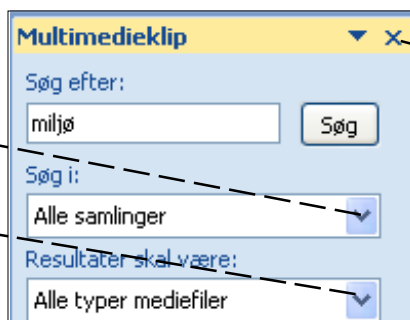 Multimedieklip
Søg efter:
miljø
Søg
Søg i:
Alle samlinger
Resultater skal være:
Alle typer mediefiler